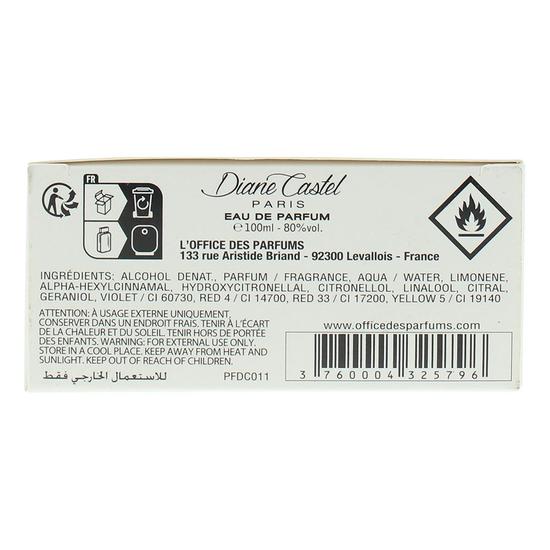 FR
Diane Castel
PARIS
EAU DE PARFUM
℮100ml - 80%vol.
L'OFFICE DES PARFUMS
133 rue Aristide Briand - 92300 Levallois - France
INGRÉDIENTS: ALCOHOL DENAT., PARFUM / FRAGRANCE, AQUA / WATER, LIMONENE,
ALPHA-HEXYLCINNAMAL, HYDROXYCITRONELLAL, CITRONELLOL, LINALOOL, CITRAL,
GERANIOL, VIOLET / CI 60730, RED 4 / CI 14700, RED 33 / CI 17200, YELLOW 5 / CI 19140
ATTENTION: À USAGE EXTERNE UNIQUEMENT,
CONSERVER DANS UN ENDROIT FRAIS. TENIR À L'ÉCART
DE LA CHALEUR ET DU SOLEIL. TENIR HORS DE PORTÉE
DES ENFANTS. WARNING: FOR EXTERNAL USE ONLY.
STORE IN A COOL PLACE. KEEP AWAY FROM HEAT AND
SUNLIGHT. KEEP OUT OF REACH OF CHILDREN.
للاستعمال الخارجي فقط
PFDC011
www.officedesparfums.com
3 760004 325796